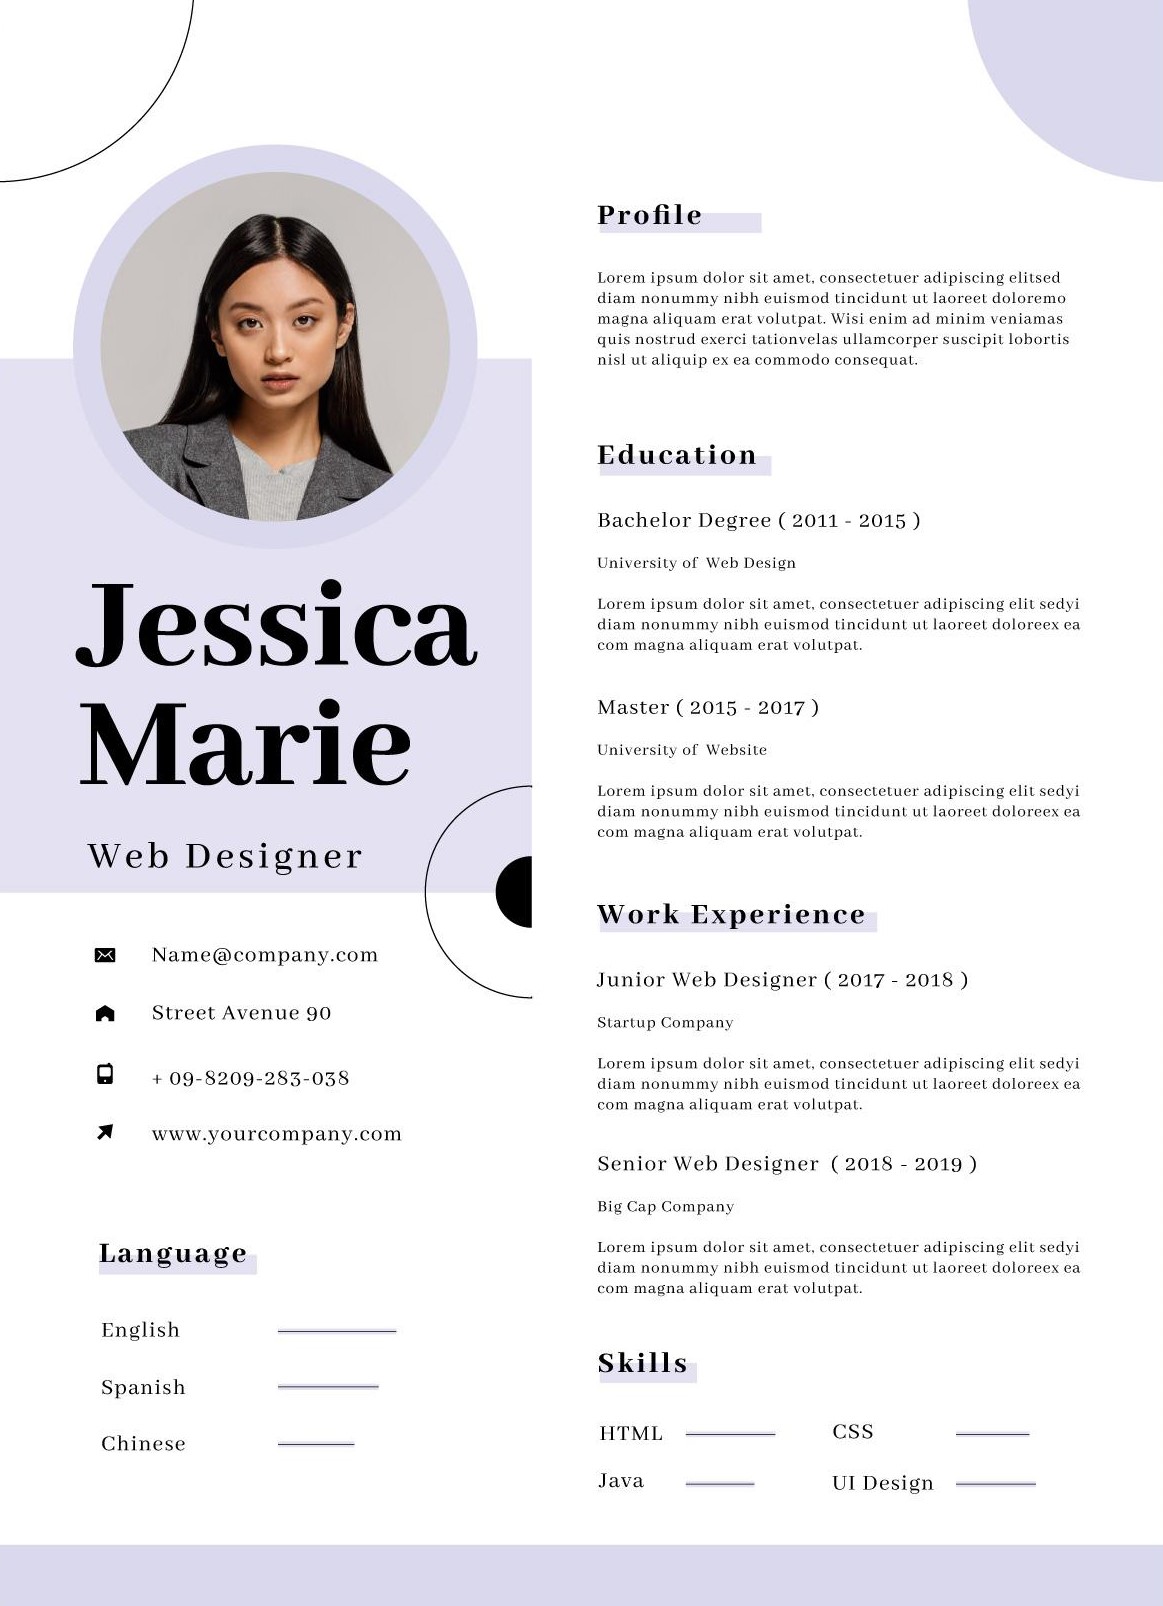 Jessica
Marie
Web Designer
Name@company.com
Street Avenue 90
+ 09-8209-283-038
www.yourcompany.com
Language
English
Spanish
Chinese
Profile
Lorem ipsum dolor sit amet, consectetuer adipiscing elitsed
diam nonummy nibh euismod tincidunt ut laoreet doloremo
magna aliquam erat volutpat. Wisi enim ad minim veniamas
quis nostrud exerci tationvelas ullamcorper suscipit lobortis
nisl ut aliquip ex ea commodo consequat.
Education
Bachelor Degree ( 2011 - 2015 )
University of Web Design
Lorem ipsum dolor sit amet, consectetuer adipiscing elit sedyi
diam nonummy nibh euismod tincidunt ut laoreet doloreex ea
com magna aliquam erat volutpat.
Master ( 2015 - 2017 )
University of Website
Lorem ipsum dolor sit amet, consectetuer adipiscing elit sedyi
diam nonummy nibh euismod tincidunt ut laoreet doloreex ea
com magna aliquam erat volutpat.
Work Experience
Junior Web Designer ( 2017 - 2018 )
Startup Company
Lorem ipsum dolor sit amet, consectetuer adipiscing elit sedyi
diam nonummy nibh euismod tincidunt ut laoreet doloreex ea
com magna aliquam erat volutpat.
Senior Web Designer ( 2018 - 2019 )
Big Cap Company
Lorem ipsum dolor sit amet, consectetuer adipiscing elit sedyi
diam nonummy nibh euismod tincidunt ut laoreet doloreex ea
com magna aliquam erat volutpat.
Skills
HTML CSS
Java UI Design